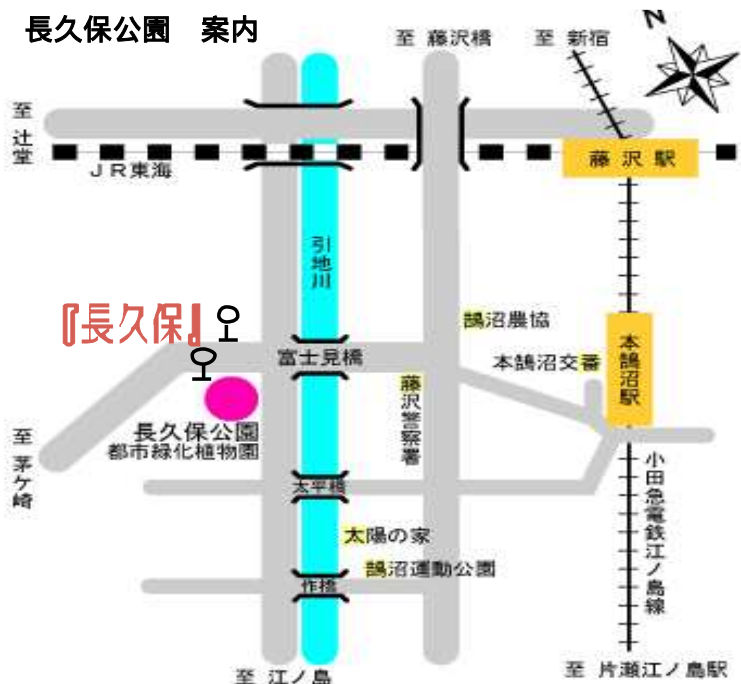 長久保公園 案内
至 藤沢橋
至 新宿
N
至 辻堂
藤沢駅
JR東海
引地川
『長久保』
鵠沼農協
富士見橋
本鵠沼交番
本鵠沼駅
藤沢警察署
長久保公園
都市緑化植物園
至 茅ケ崎
太平橋
小田急電鉄江ノ島線
太陽の家
鵠沼運動公園
作橋
至 江ノ島
至 片瀬江ノ島駅